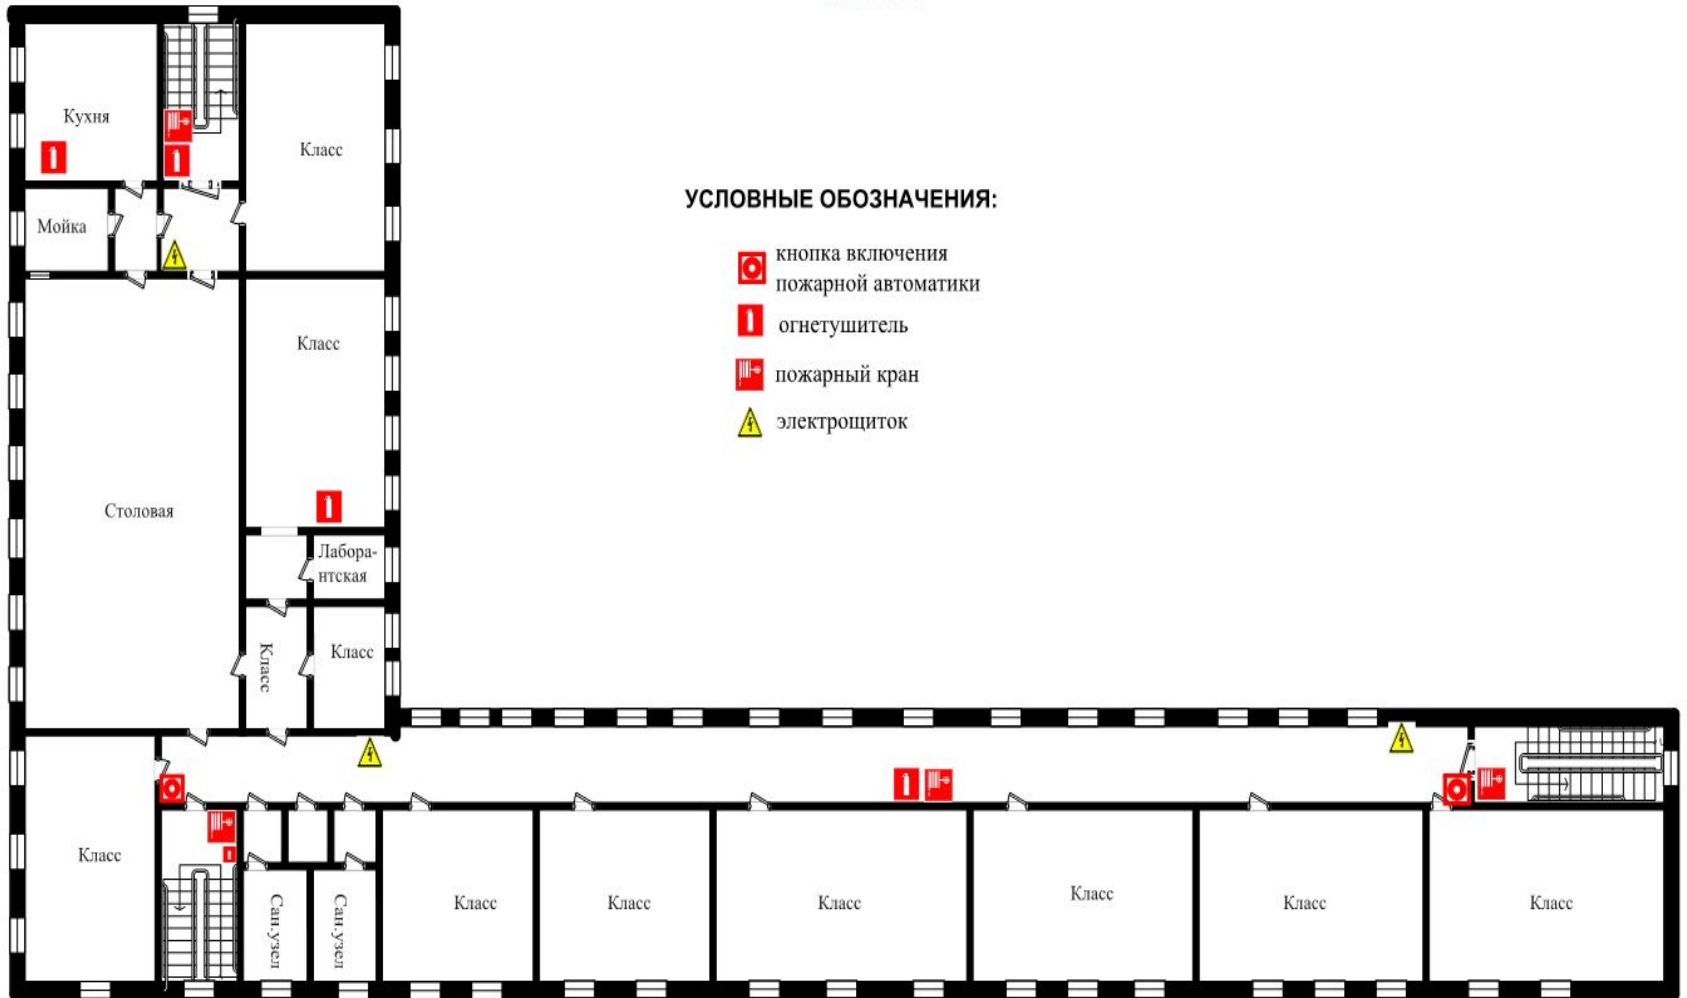 Кухня
Класс
Мойка
УСЛОВНЫЕ ОБОЗНАЧЕНИЯ:
кнопка включения
пожарной автоматики
огнетушитель
пожарный кран
электрощиток
Класс
Столовая
Лабора-
нтская
Класс
Класс
Класс
Сан.узел
Сан.узел
Класс
Класс
Класс
Класс
Класс
Класс